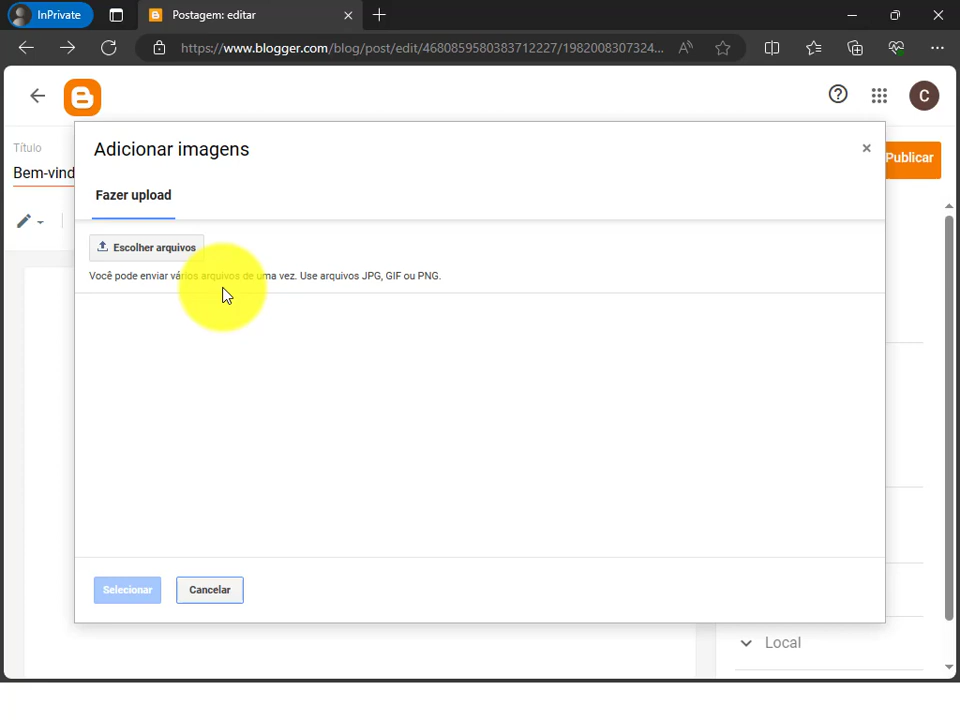 InPrivate
Postagem: editar
https://www.blogger.com/blog/post/edit/4680859580383712227/1982008307324...
C
Adicionar imagens
Título
Bem-vind
Publicar
Fazer upload
Escolher arquivos
Você pode enviar vários arquivos de uma vez. Use arquivos JPG, GIF ou PNG.
Selecionar
Cancelar
Local